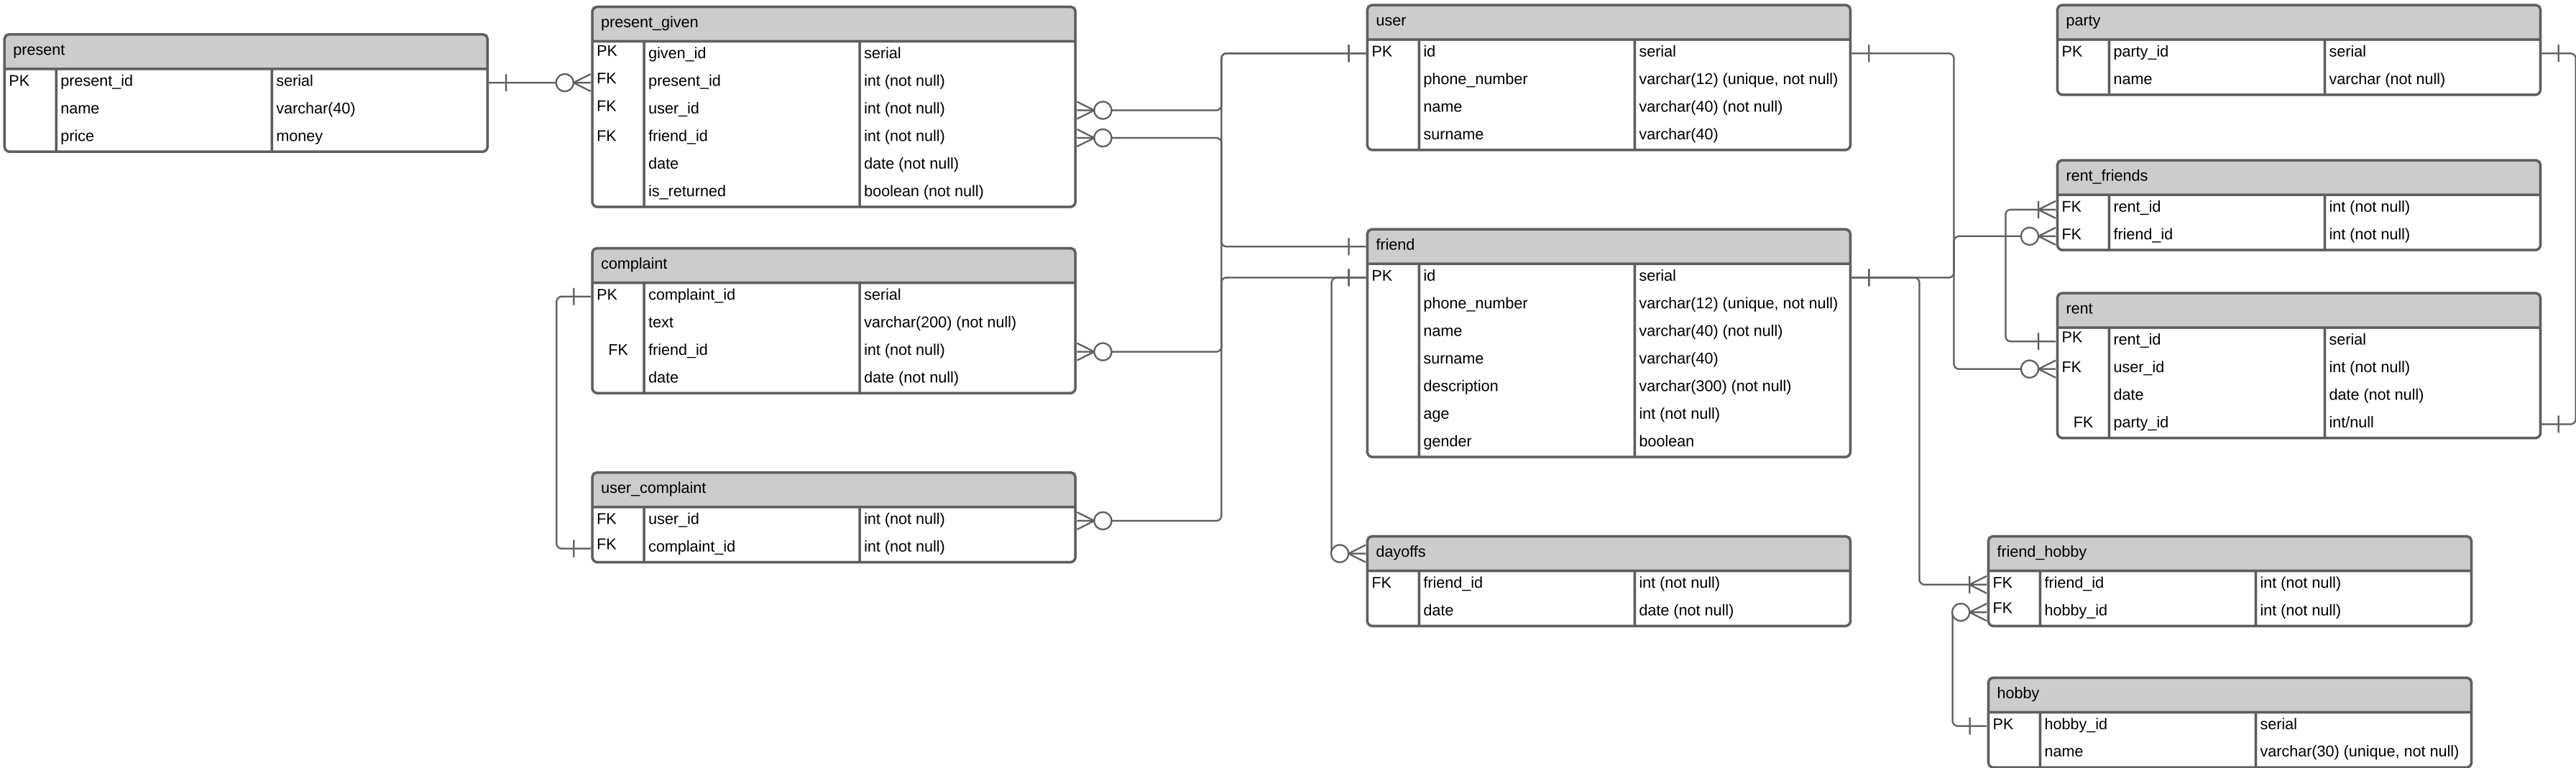 present
PK present_id serial
name varchar(40)
price money
present_given
PK given_id serial
FK present_id int (not null)
FK user_id int (not null)
FK friend_id int (not null)
date date (not null)
is_returned boolean (not null)
complaint
PK complaint_id serial
text varchar(200) (not null)
FK friend_id int (not null)
date date (not null)
user_complaint
FK user_id int (not null)
FK complaint_id int (not null)
user
PK id serial
phone_number varchar(12) (unique, not null)
name varchar(40) (not null)
surname varchar(40)
friend
PK id serial
phone_number varchar(12) (unique, not null)
name varchar(40) (not null)
surname varchar(40)
description varchar(300) (not null)
age int (not null)
gender boolean
dayoffs
FK friend_id int (not null)
date date (not null)
party
PK party_id serial
name varchar (not null)
rent_friends
FK rent_id int (not null)
FK friend_id int (not null)
rent
PK rent_id serial
FK user_id int (not null)
date date (not null)
FK party_id int/null
friend_hobby
FK friend_id int (not null)
FK hobby_id int (not null)
hobby
PK hobby_id serial
name varchar(30) (unique, not null)